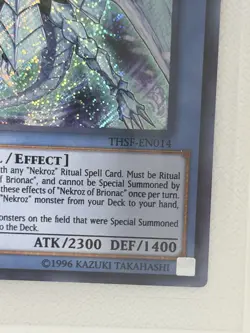 THSF-EN014
/EFFECT]
with any "Nekroz" Ritual Spell Card. Must be Ritual
of Brionac", and cannot be Special Summoned by
these effects of "Nekroz of Brionac" once per turn.
"Nekroz" monster from your Deck to your hand,
monsters on the field that were Special Summoned
to the Deck.
ATK/2300 DEF/1400
©1996 KAZUKI TAKAHASHI